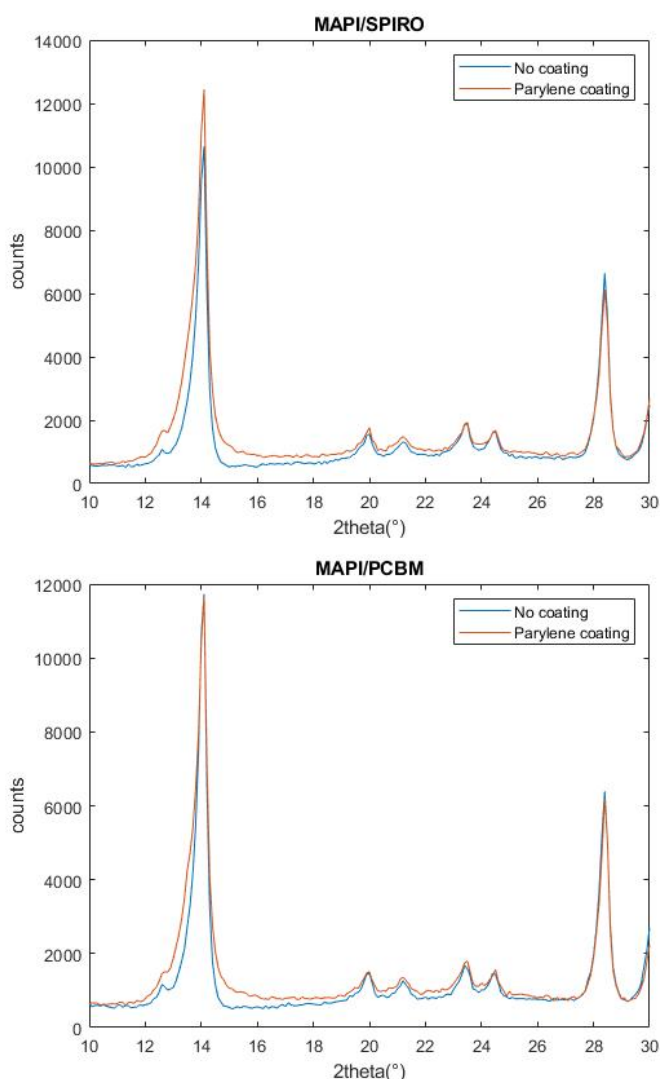 MAPI/SPIRO
14000
12000
10000
8000
6000
4000
2000
0
counts
No coating
Parylene coating
10 12 14 16 18 20 22 24 26 28 30
2theta(°)
MAPI/PCBM
12000
10000
8000
6000
4000
2000
0
counts
No coating
Parylene coating
10 12 14 16 18 20 22 24 26 28 30
2theta(°)